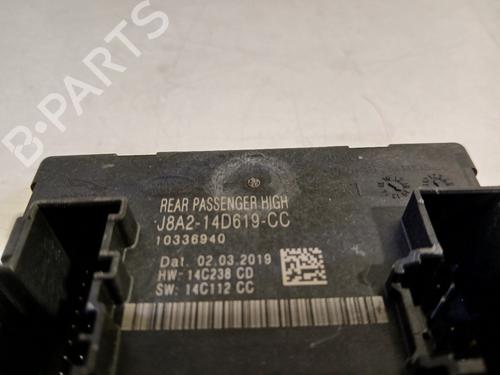 B-PARTS
REAR PASSENGER HIGH
J8A2-14D619-CC
10336940
Dat. 02.03.2019
HW:-14C238 CD
SW: 14C112 CC